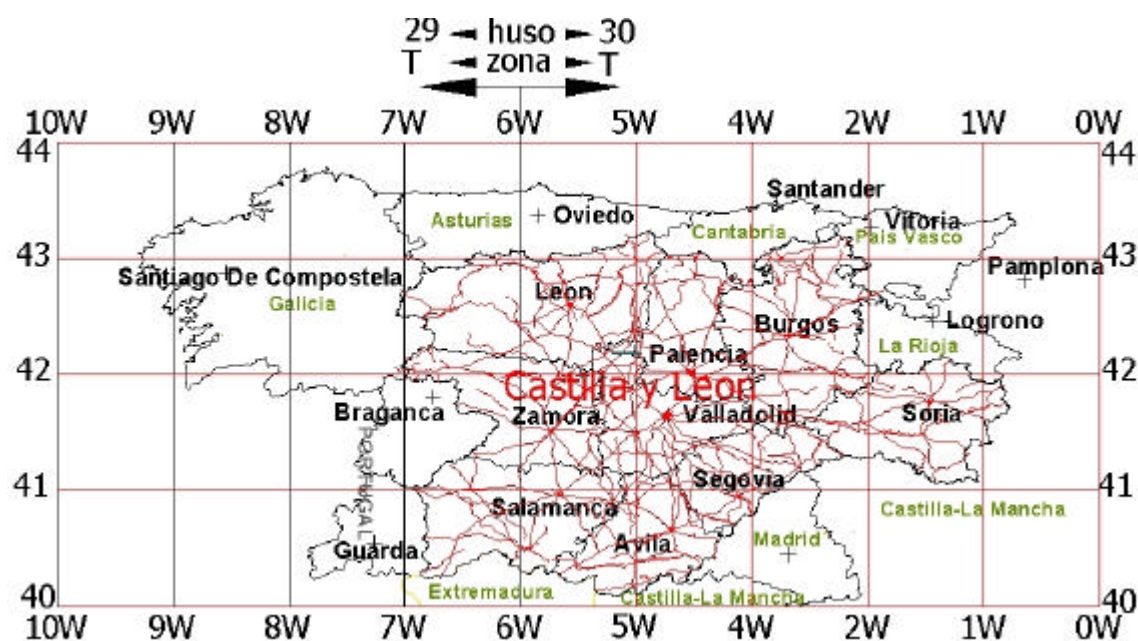 29 huso 30
T zona T
10W 9W 8W 7W 6W 5W 4W 2W 1W 0W
44 44
Santander
Asturias Oviedo Vitoria
Cantabria
Pais Vasco
43 43
Santiago De Compostela Pamplona
Galicia Leon
Burgos Logrono
Palencia La Rioja
42 42
Castilla y Leon
Braganca Zamora Valladolid Soria
PORTUGAL
41 Segovia 41
Salamanca Castilla-La Mancha
Guarda Avila Madrid
Extremadura Castilla-La Mancha
40 40
10W 9W 8W 7W 6W 5W 4W 2W 1W 0W